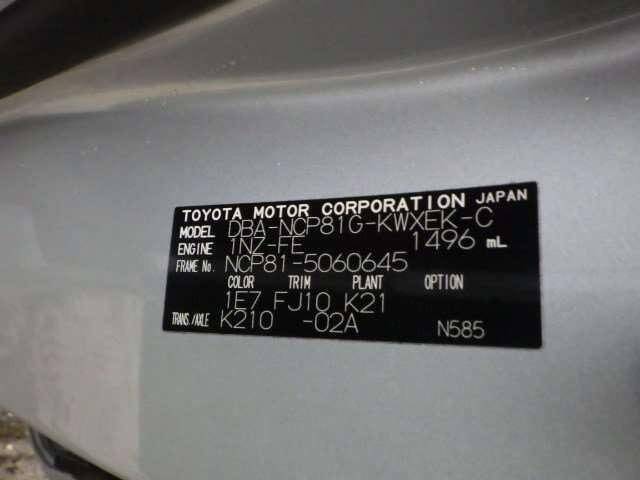 TOYOTA MOTOR CORPORATION JAPAN
MODEL DBA-NCP81G-KWXEK-C
ENGINE 1NZ-FE 1496 mL
FRAME No. NCP81-5060645
COLOR TRIM PLANT OPTION
1E7 FJ10 K21
TRANS./AXLE K210 -02A N585